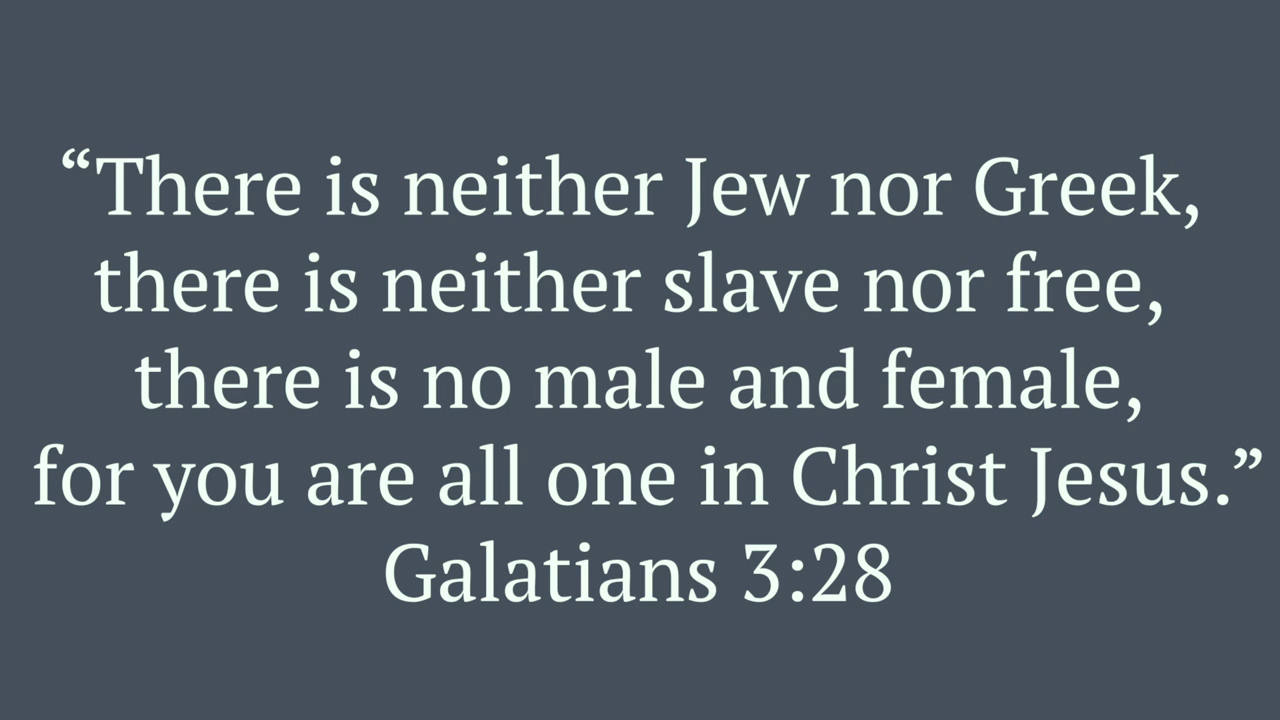 “There is neither Jew nor Greek,
there is neither slave nor free,
there is no male and female,
for you are all one in Christ Jesus.”
Galatians 3:28